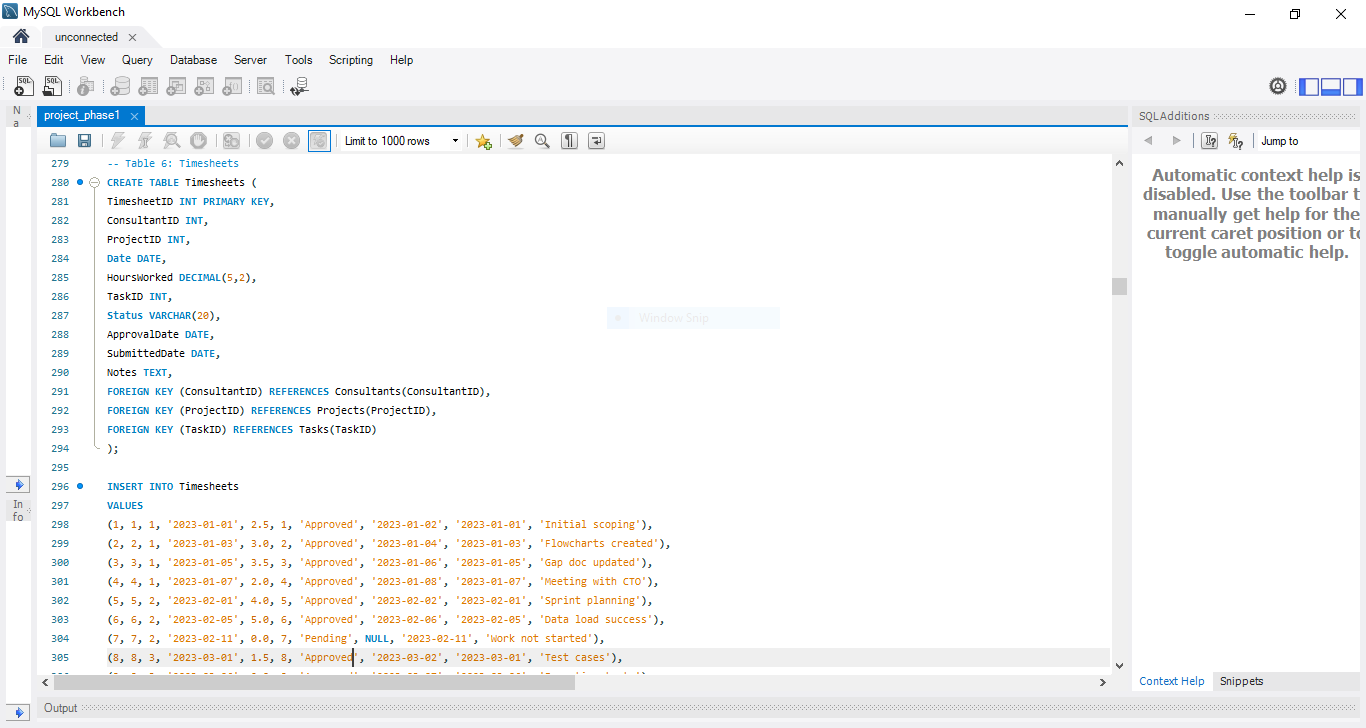 MySQL Workbench
unconnected
File Edit View Query Database Server Tools Scripting Help
Na
project_phase1
SQLAdditions
Limit to 1000 rows
Jump to
279 -- Table 6: Timesheets
280 CREATE TABLE Timesheets (
281 TimesheetID INT PRIMARY KEY,
282 ConsultantID INT,
283 ProjectID INT,
284 Date DATE,
285 HoursWorked DECIMAL(5,2),
286 TaskID INT,
287 Status VARCHAR(20),
288 ApprovalDate DATE,
289 SubmittedDate DATE,
290 Notes TEXT,
291 FOREIGN KEY (ConsultantID) REFERENCES Consultants(ConsultantID),
292 FOREIGN KEY (ProjectID) REFERENCES Projects(ProjectID),
293 FOREIGN KEY (TaskID) REFERENCES Tasks(TaskID)
294 );
295
296 INSERT INTO Timesheets
297 VALUES
298 (1, 1, 1, '2023-01-01', 2.5, 1, 'Approved', '2023-01-02', '2023-01-01', 'Initial scoping'),
299 (2, 2, 1, '2023-01-03', 3.0, 2, 'Approved', '2023-01-04', '2023-01-03', 'Flowcharts created'),
300 (3, 3, 1, '2023-01-05', 3.5, 3, 'Approved', '2023-01-06', '2023-01-05', 'Gap doc updated'),
301 (4, 4, 1, '2023-01-07', 2.0, 4, 'Approved', '2023-01-08', '2023-01-07', 'Meeting with CTO'),
302 (5, 5, 2, '2023-02-01', 4.0, 5, 'Approved', '2023-02-02', '2023-02-01', 'Sprint planning'),
303 (6, 6, 2, '2023-02-05', 5.0, 6, 'Approved', '2023-02-06', '2023-02-05', 'Data load success'),
304 (7, 7, 2, '2023-02-11', 0.0, 7, 'Pending', NULL, '2023-02-11', 'Work not started'),
305 (8, 8, 3, '2023-03-01', 1.5, 8, 'Approved', '2023-03-02', '2023-03-01', 'Test cases'),
Window Snip
Automatic context help is
disabled. Use the toolbar t
manually get help for the
current caret position or to
toggle automatic help.
In
fo
Context Help Snippets
Output